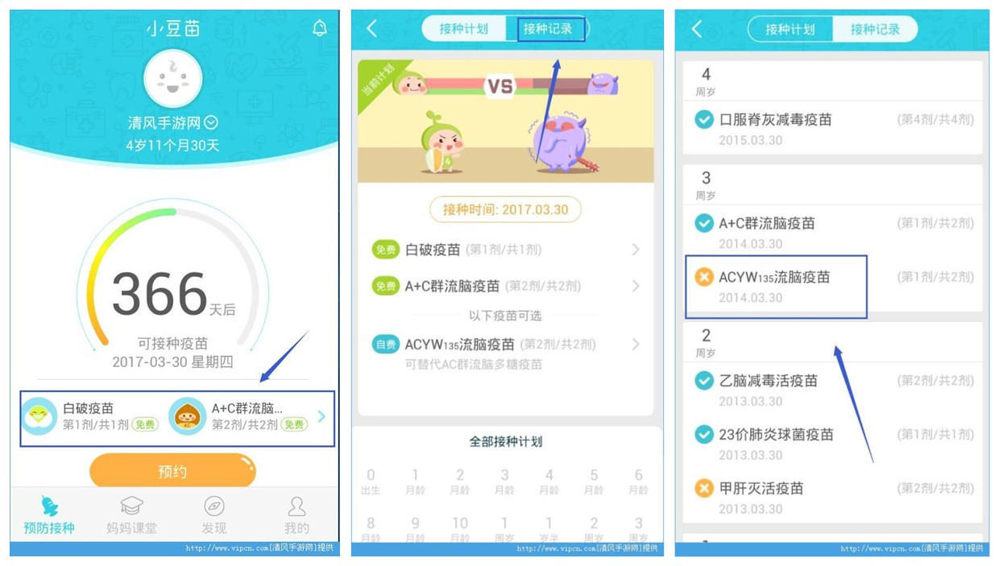 小豆苗
清风手游网
4岁11个月30天
366天后
可接种疫苗
2017-03-30 星期四
白破疫苗
第1剂/共1剂 免费
A+C群流脑...
第2剂/共2剂 免费
预约
预防接种 妈妈课堂 发现 我的
http://www.vipcn.com[清风手游网]提供
接种计划 接种记录
当前计划
VS
4
接种时间: 2017.03.30
免费 白破疫苗 (第1剂/共1剂)
免费 A+C群流脑疫苗 (第2剂/共2剂)
以下疫苗可选
自费 ACYW135流脑疫苗 (第2剂/共2剂)
可替代AC群流脑多糖疫苗
全部接种计划
0 1 2 3 4 5 6
出生 月龄 月龄 月龄 月龄 月龄 月龄
8 9 10 1 1 2 3
月龄 月龄 月龄 周岁 岁半 周岁 周岁
http://www.vipcn.com[清风手游网]提供
接种计划 接种记录
4
周岁
口服脊灰减毒疫苗 (第4剂/共4剂)
2015.03.30
3
周岁
A+C群流脑疫苗 (第1剂/共2剂)
2014.03.30
ACYW135流脑疫苗 (第1剂/共2剂)
2014.03.30
2
周岁
乙脑减毒活疫苗 (第2剂/共2剂)
2013.03.30
23价肺炎球菌疫苗 (第1剂/共1剂)
2013.03.30
甲肝灭活疫苗 (第2剂/共2剂)
2013.03.30
http://www.vipcn.com[清风手游网]提供